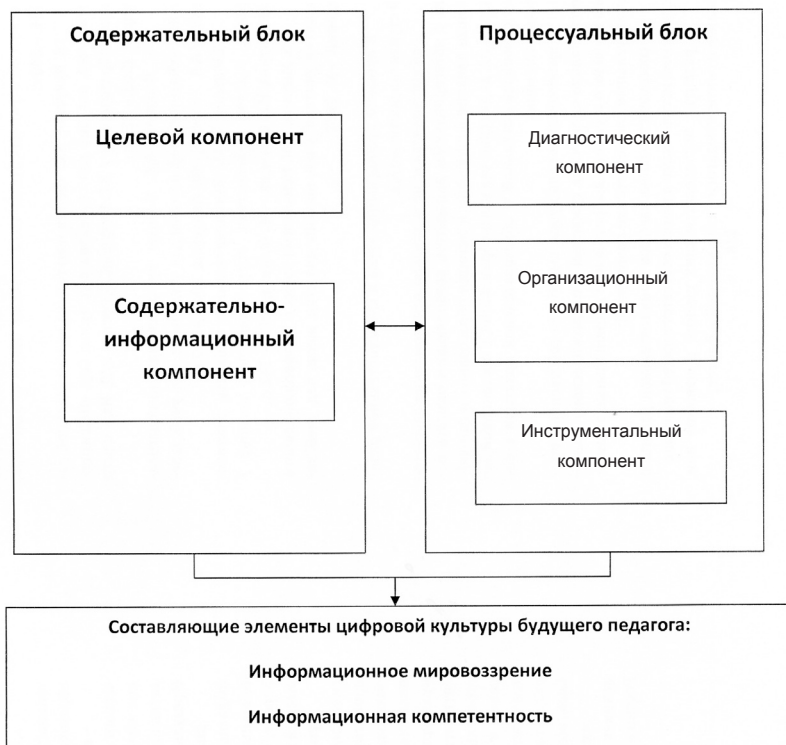 Содержательный блок
Целевой компонент
Содержательно-
информационный
компонент
Процессуальный блок
Диагностический
компонент
Организационный
компонент
Инструментальный
компонент
Составляющие элементы цифровой культуры будущего педагога:
Информационное мировоззрение
Информационная компетентность